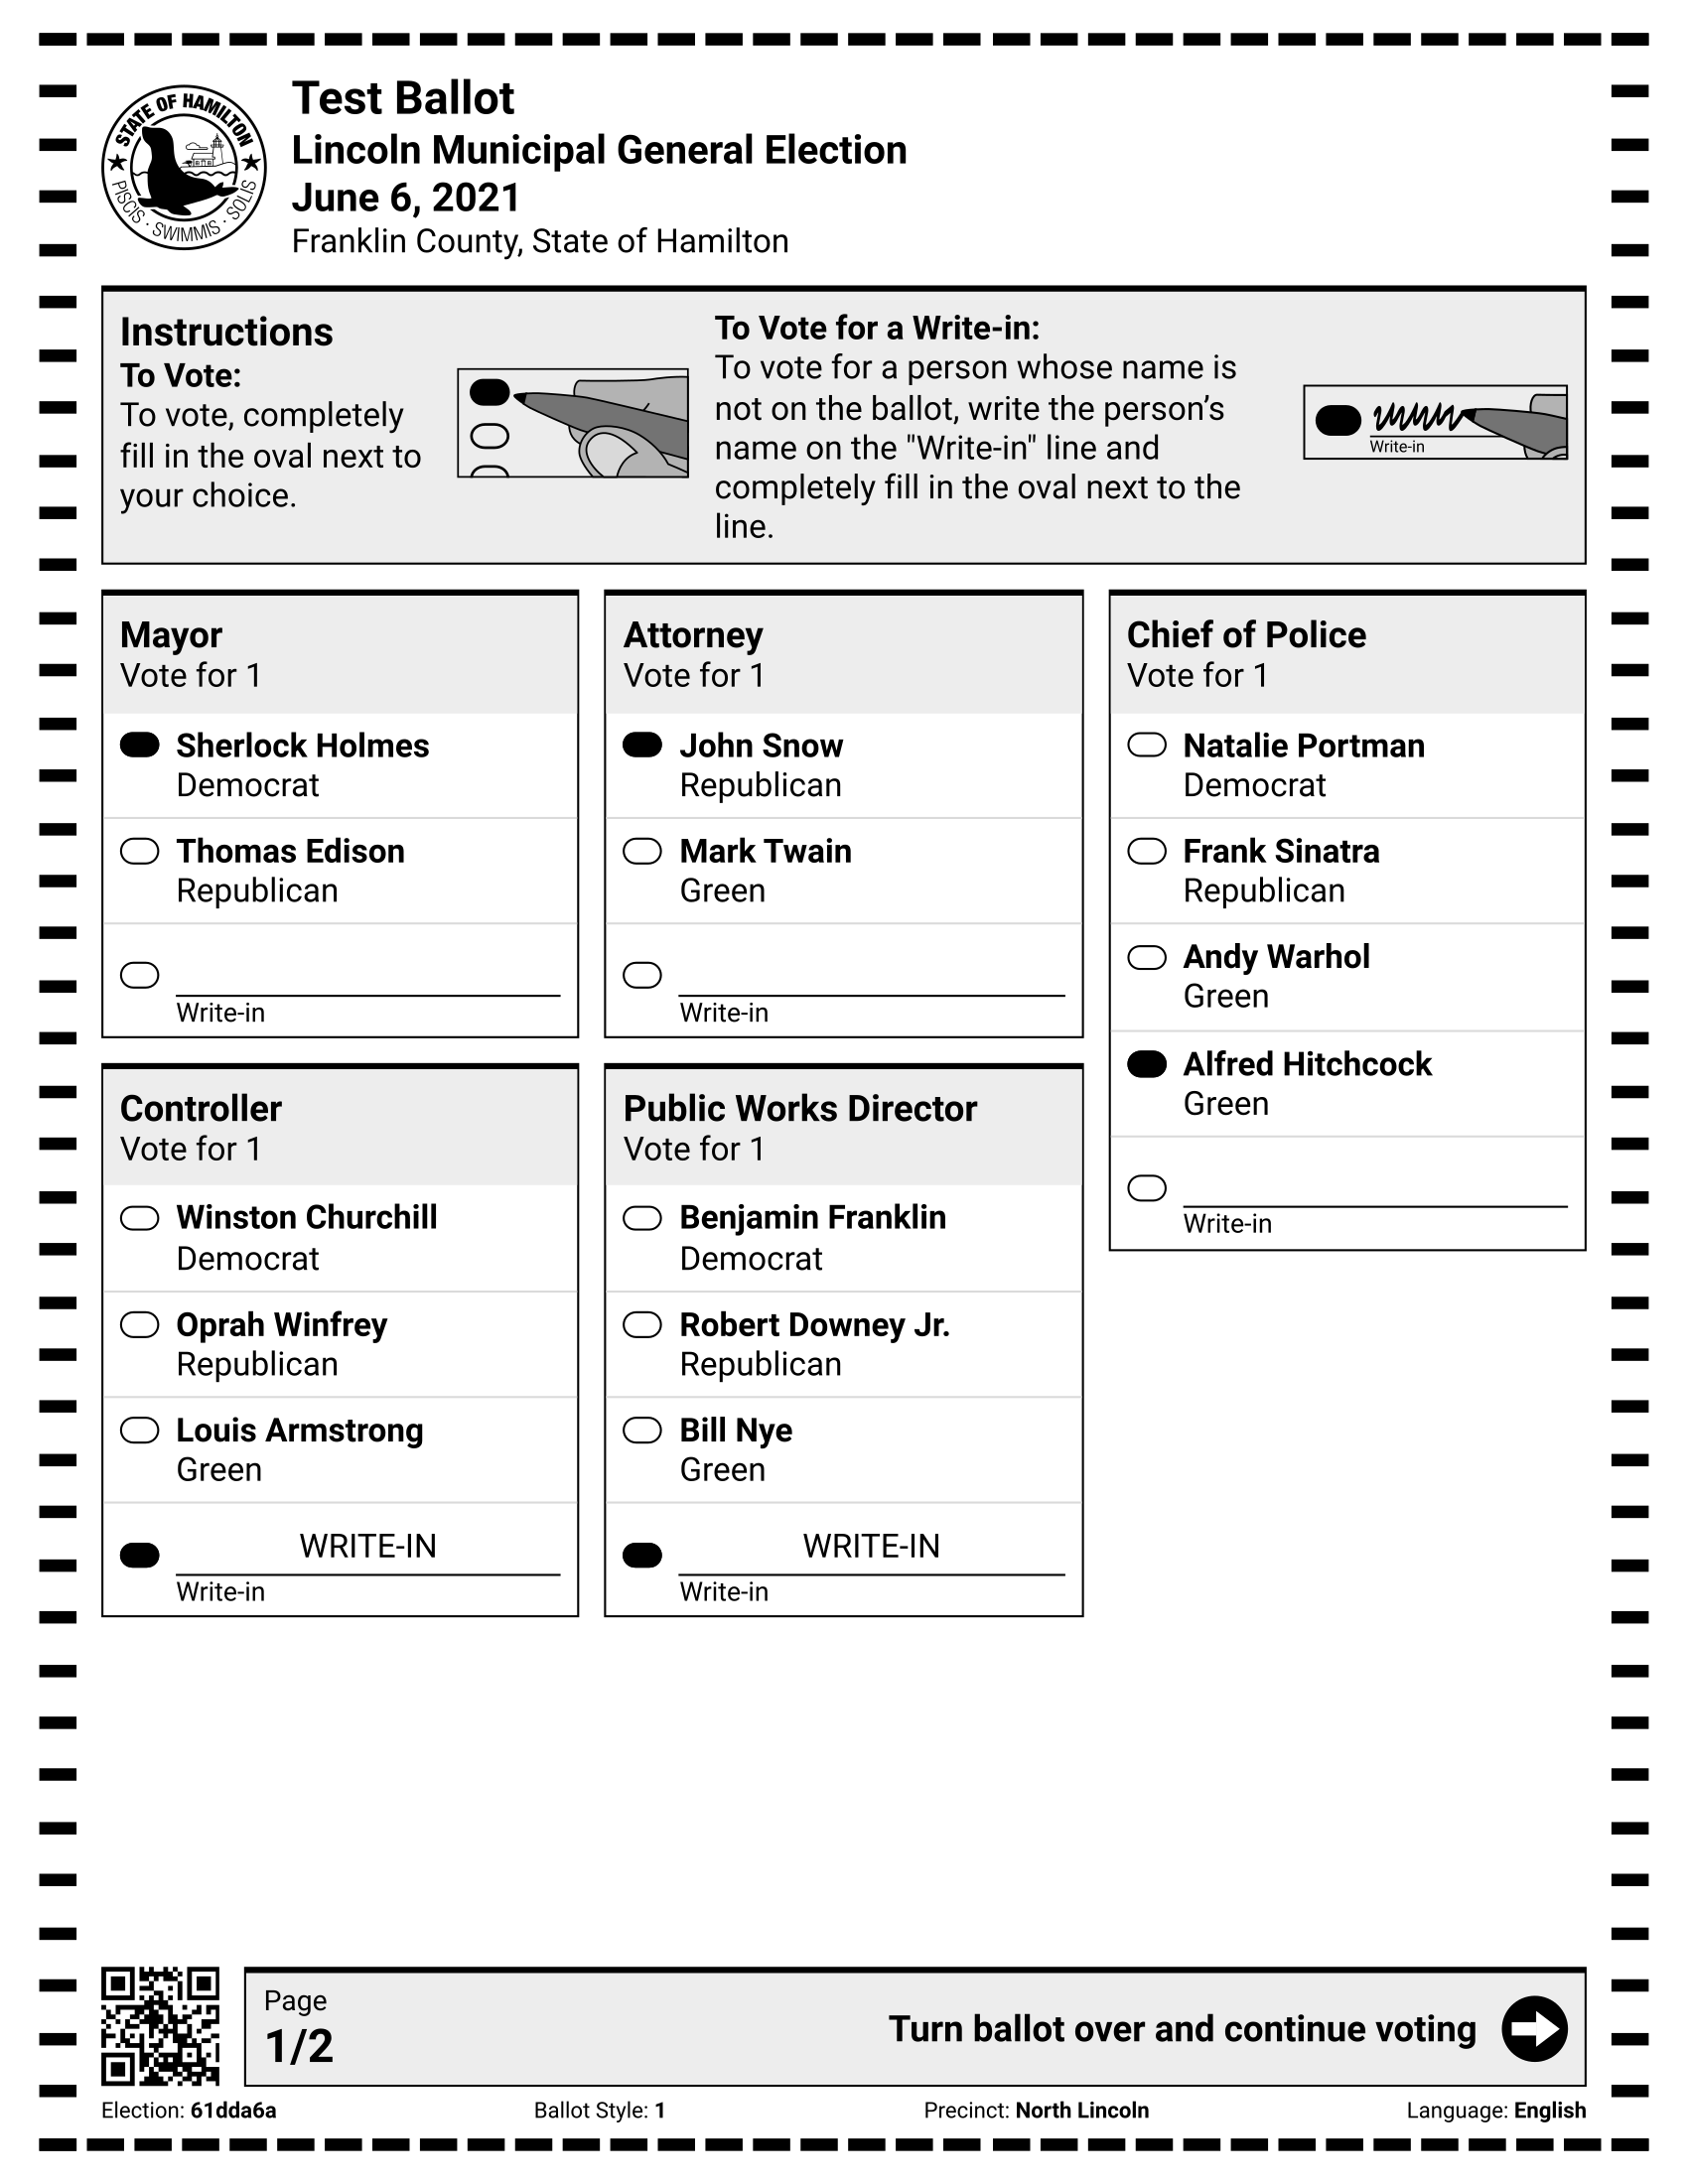 STATE OF HAMILTON
PISCIS · SWIMMIS · SOLIS
Test Ballot
Lincoln Municipal General Election
June 6, 2021
Franklin County, State of Hamilton
Instructions
To Vote:
To vote, completely
fill in the oval next to
your choice.
To Vote for a Write-in:
To vote for a person whose name is
not on the ballot, write the person’s
name on the "Write-in" line and
completely fill in the oval next to the
line.
Write-in
Mayor
Vote for 1
Sherlock Holmes
Democrat
Thomas Edison
Republican
Write-in
Controller
Vote for 1
Winston Churchill
Democrat
Oprah Winfrey
Republican
Louis Armstrong
Green
WRITE-IN
Write-in
Attorney
Vote for 1
John Snow
Republican
Mark Twain
Green
Write-in
Public Works Director
Vote for 1
Benjamin Franklin
Democrat
Robert Downey Jr.
Republican
Bill Nye
Green
WRITE-IN
Write-in
Chief of Police
Vote for 1
Natalie Portman
Democrat
Frank Sinatra
Republican
Andy Warhol
Green
Alfred Hitchcock
Green
Write-in
Page
1/2
Turn ballot over and continue voting
Election: 61dda6a Ballot Style: 1 Precinct: North Lincoln Language: English